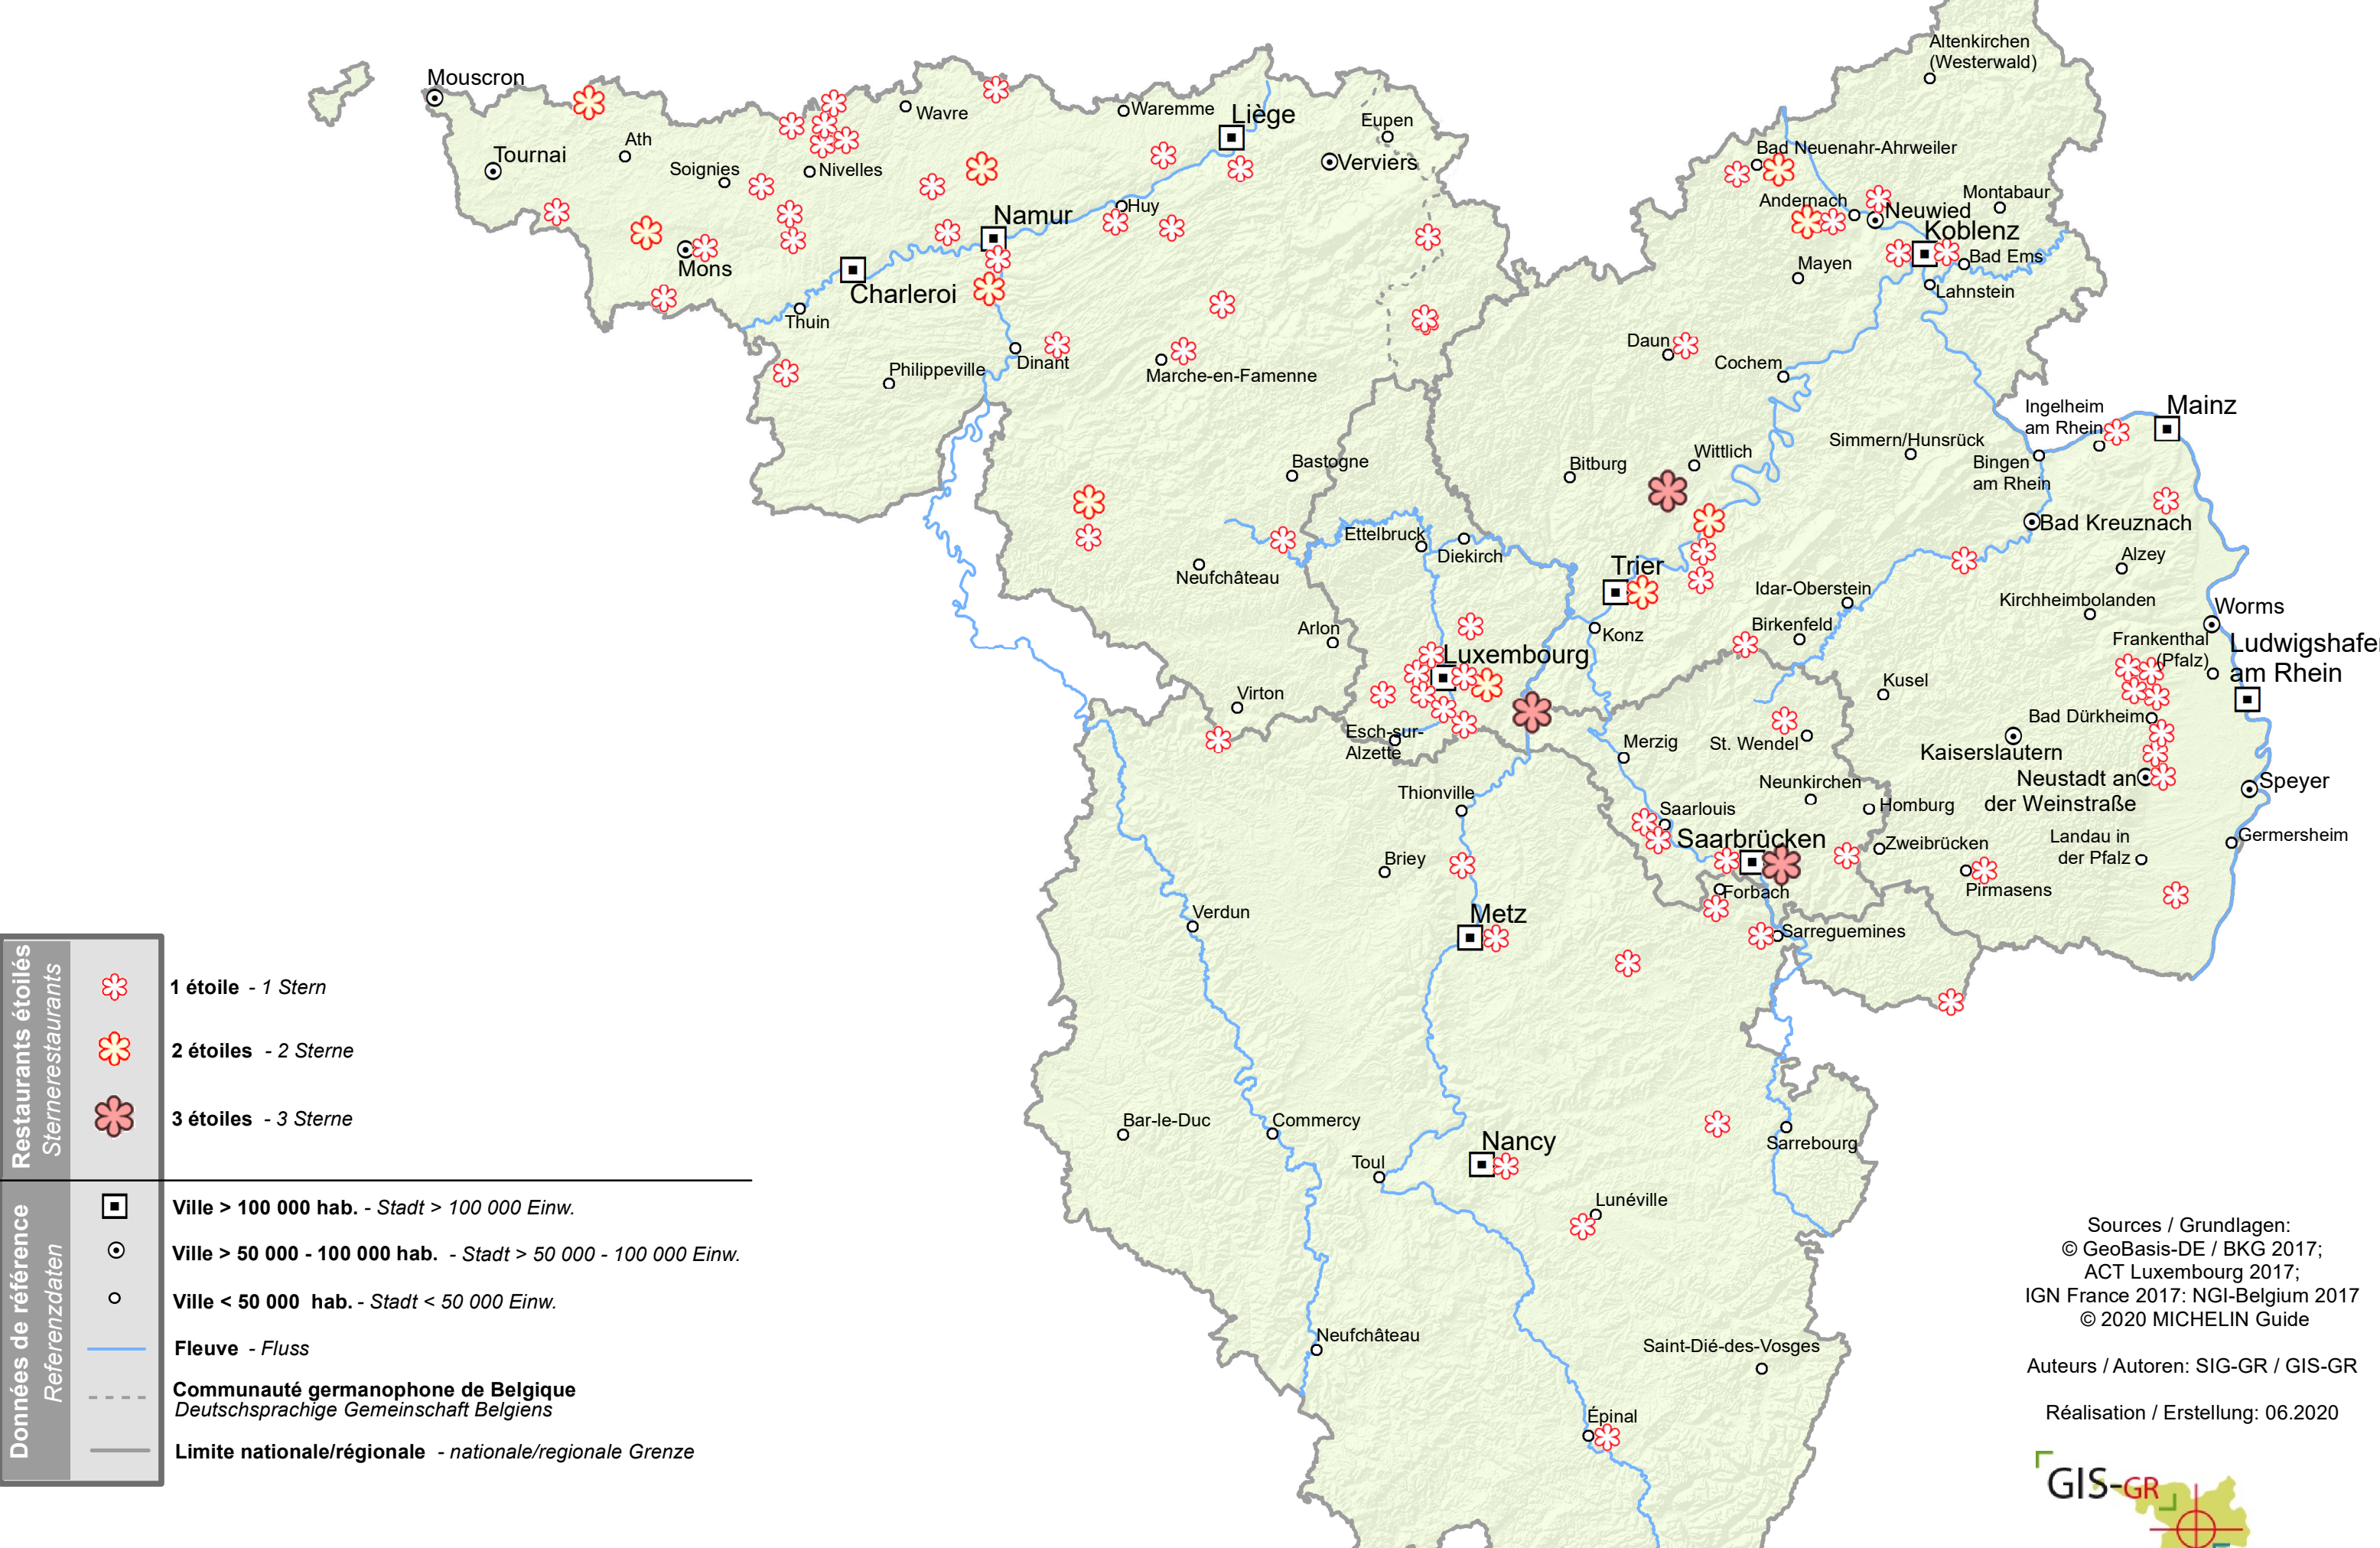 Altenkirchen
(Westerwald)
Mouscron
Wavre
Waremme
Liège
Eupen
Ath
Tournai
Soignies
Nivelles
Verviers
Bad Neuenahr-Ahrweiler
Andernach
Montabaur
Neuwied
Huy
Namur
Koblenz
Bad Ems
Mons
Mayen
Charleroi
Lahnstein
Thuin
Daun
Dinant
Cochem
Philippeville
Marche-en-Famenne
Ingelheim
am Rhein
Mainz
Simmern/Hunsrück
Wittlich
Bitburg
Bastogne
Bingen
am Rhein
Bad Kreuznach
Ettelbruck
Diekirch
Alzey
Trier
Neufchâteau
Idar-Oberstein
Kirchheimbolanden
Worms
Birkenfeld
Arlon
Konz
Frankenthal
(Pfalz)
Ludwigshafe
am Rhein
Luxembourg
Kusel
Virton
Bad Dürkheim
Esch-sur-
Alzette
Merzig
St. Wendel
Kaiserslautern
Neunkirchen
Neustadt an
der Weinstraße
Speyer
Thionville
Saarlouis
Homburg
Saarbrücken
Zweibrücken
Landau in
der Pfalz
Germersheim
Briey
Forbach
Pirmasens
Verdun
Metz
Sarreguemines
Bar-le-Duc
Commercy
Nancy
Sarrebourg
Toul
Lunéville
Neufchâteau
Saint-Dié-des-Vosges
Épinal
Restaurants étoilés
Sternerestaurants
1 étoile - 1 Stern
2 étoiles - 2 Sterne
3 étoiles - 3 Sterne
Données de référence
Referenzdaten
Ville > 100 000 hab. - Stadt > 100 000 Einw.
Ville > 50 000 - 100 000 hab. - Stadt > 50 000 - 100 000 Einw.
Ville < 50 000 hab. - Stadt < 50 000 Einw.
Fleuve - Fluss
Communauté germanophone de Belgique
Deutschsprachige Gemeinschaft Belgiens
Limite nationale/régionale - nationale/regionale Grenze
Sources / Grundlagen:
© GeoBasis-DE / BKG 2017;
ACT Luxembourg 2017;
IGN France 2017: NGI-Belgium 2017
© 2020 MICHELIN Guide
Auteurs / Autoren: SIG-GR / GIS-GR
Réalisation / Erstellung: 06.2020
GIS-GR